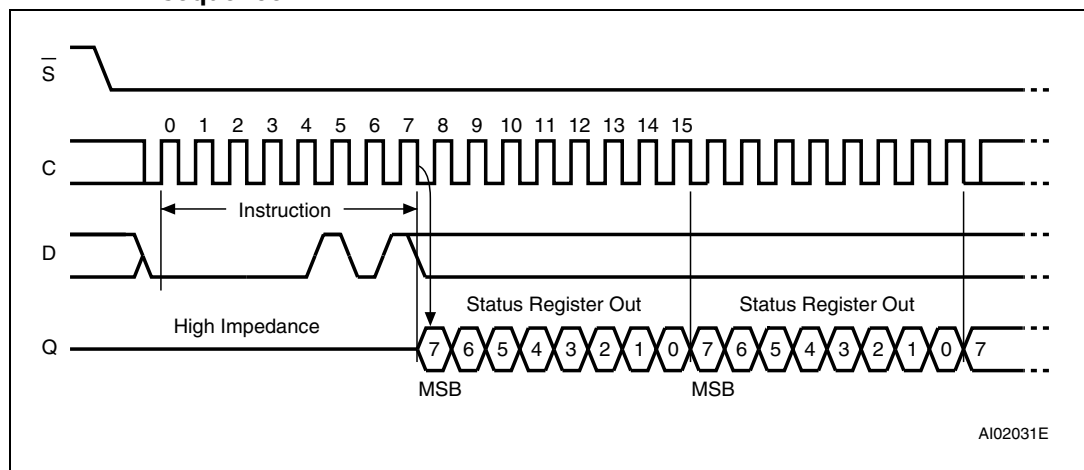 S
0 1 2 3 4 5 6 7 8 9 10 11 12 13 14 15
C
Instruction
D
Status Register Out Status Register Out
High Impedance
Q 7 6 5 4 3 2 1 0 7 6 5 4 3 2 1 0 7
MSB MSB
AI02031E